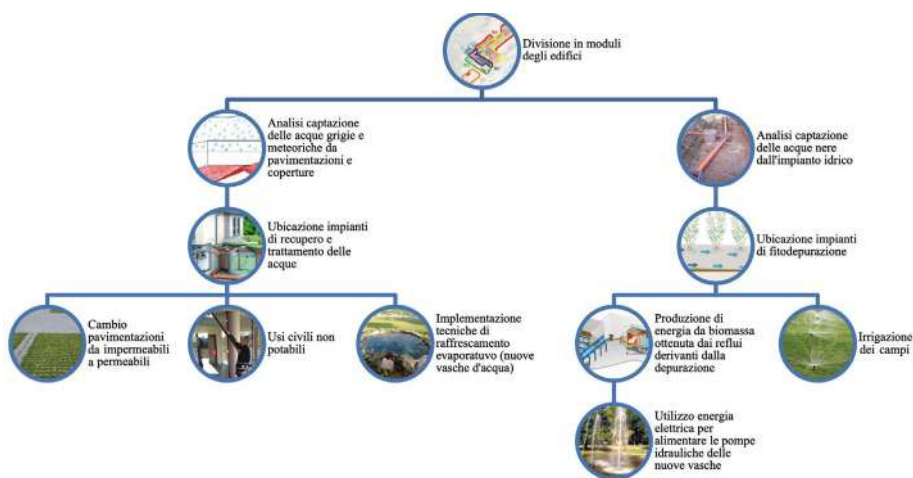 Divisione in moduli
degli edifici
Analisi captazione
delle acque grigie e
meteoriche da
pavimentazioni e
coperture
Analisi captazione
delle acque nere
dall'impianto idrico
Ubicazione impianti
di recupero e
trattamento delle
acque
Ubicazione impianti
di fitodepurazione
Cambio
pavimentazioni
da impermeabili
a permeabili
Usi civili non
potabili
Implementazione
tecniche di
raffrescamento
evaporatuvo (nuove
vasche d'acqua)
Produzione di
energia da biomassa
ottenuta dai reflui
derivanti dalla
depurazione
Irrigazione
dei campi
Utilizzo energia
elettrica per
alimentare le pompe
idrauliche delle
nuove vasche